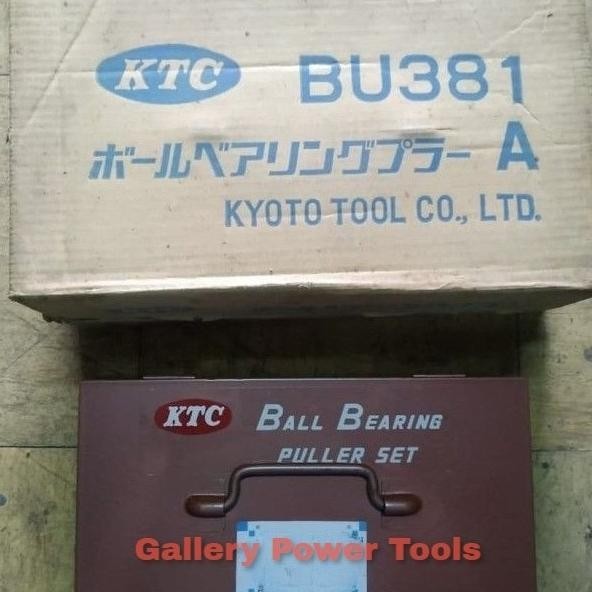 KTC BU381
ボールベアリングプラー A
KYOTO TOOL CO., LTD.
KTC BALL BEARING
PULLER SET
Gallery Power Tools